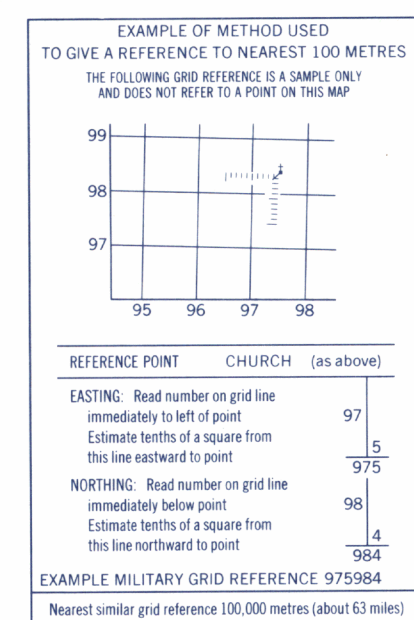 EXAMPLE OF METHOD USED
TO GIVE A REFERENCE TO NEAREST 100 METRES
THE FOLLOWING GRID REFERENCE IS A SAMPLE ONLY
AND DOES NOT REFER TO A POINT ON THIS MAP
99
98
97
95 96 97 98
REFERENCE POINT CHURCH (as above)
EASTING: Read number on grid line
immediately to left of point 97
Estimate tenths of a square from
this line eastward to point 5
975
NORTHING: Read number on grid line
immediately below point 98
Estimate tenths of a square from
this line northward to point 4
984
EXAMPLE MILITARY GRID REFERENCE 975984
Nearest similar grid reference 100,000 metres (about 63 miles)